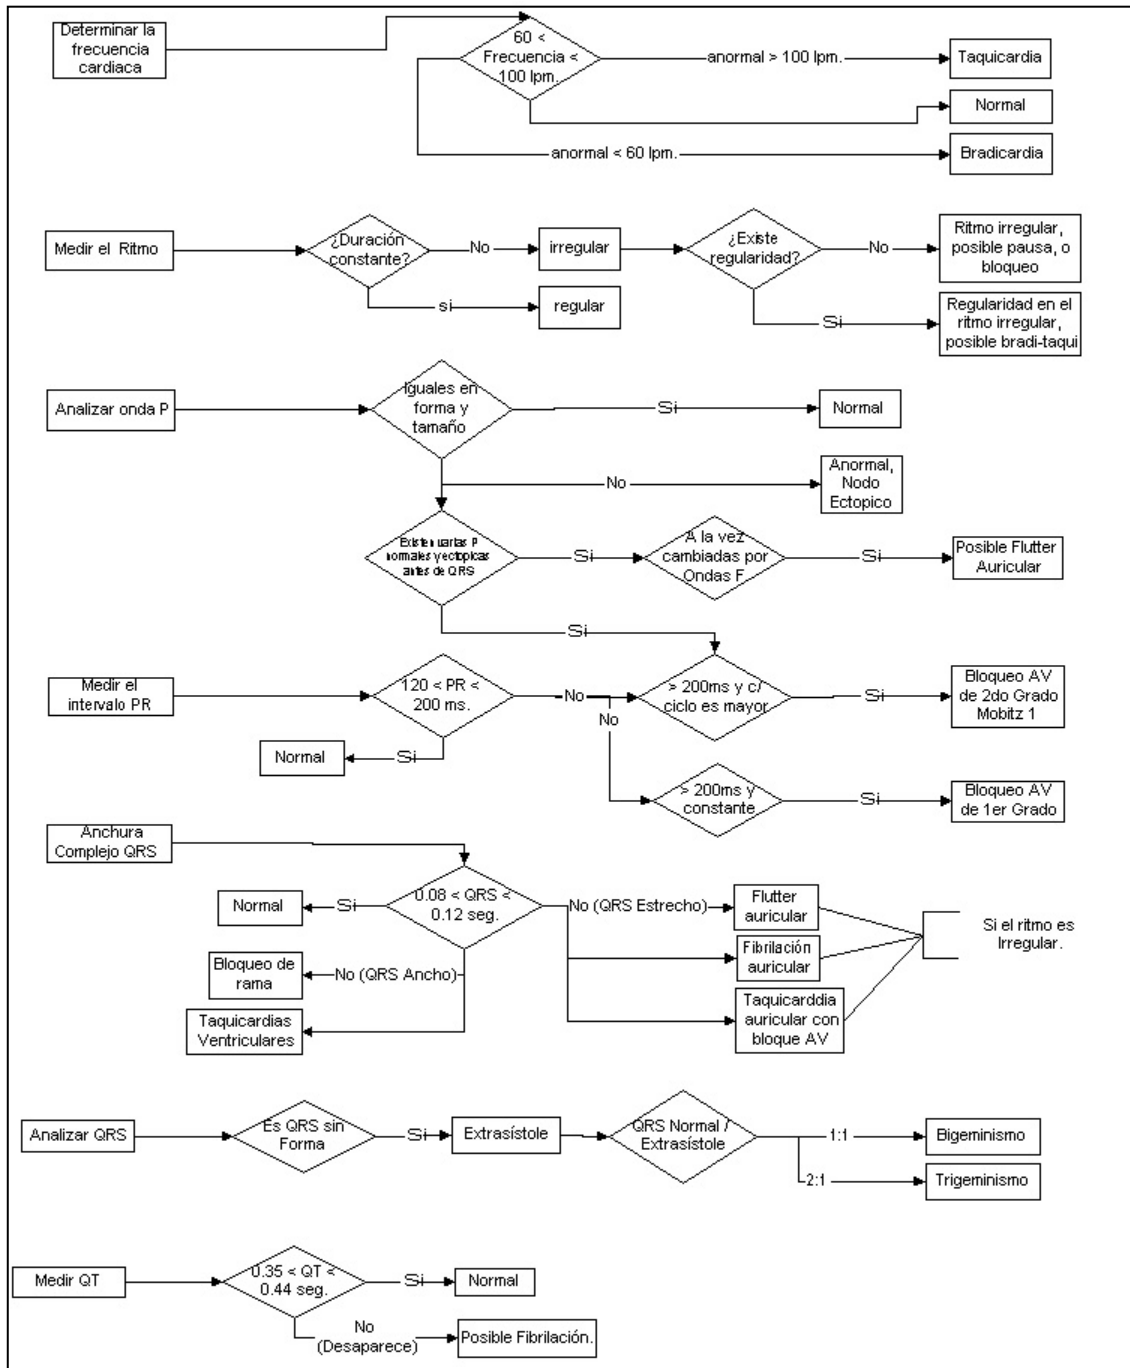 Determinar la
frecuencia
cardiaca
60 <
Frecuencia <
100 lpm.
anormal > 100 lpm.
Taquicardia
Normal
anormal < 60 lpm.
Bradicardia
Medir el Ritmo
¿Duración
constante?
No
irregular
¿Existe
regularidad?
No
Ritmo irregular,
posible pausa, o
bloqueo
si
regular
Si
Regularidad en el
ritmo irregular,
posible bradi-taqui
Analizar onda P
Iguales en
forma y
tamaño
Si
Normal
No
Anormal,
Nodo
Ectopico
Existen varias P
normales y ectopicas
antes de QRS
Si
A la vez
cambiadas por
Ondas F
Si
Posible Flutter
Auricular
Si
Medir el
intervalo PR
120 < PR <
200 ms.
No
> 200ms y c/
ciclo es mayor
Si
Bloqueo AV
de 2do Grado
Mobitz 1
No
Normal
Si
> 200ms y
constante
Si
Bloqueo AV
de 1er Grado
Anchura
Complejo QRS
Normal
Si
0.08 < QRS <
0.12 seg.
No (QRS Estrecho)
Flutter
auricular
Si el ritmo es
Irregular.
Fibrilación
auricular
Bloqueo de
rama
No (QRS Ancho)
Taquicardias
Ventriculares
Taquicarddia
auricular con
bloque AV
Analizar QRS
Es QRS sin
Forma
Si
Extrasístole
QRS Normal /
Extrasístole
1:1
Bigeminismo
2:1
Trigeminismo
Medir QT
0.35 < QT <
0.44 seg.
Si
Normal
No
(Desaparece)
Posible Fibrilación.